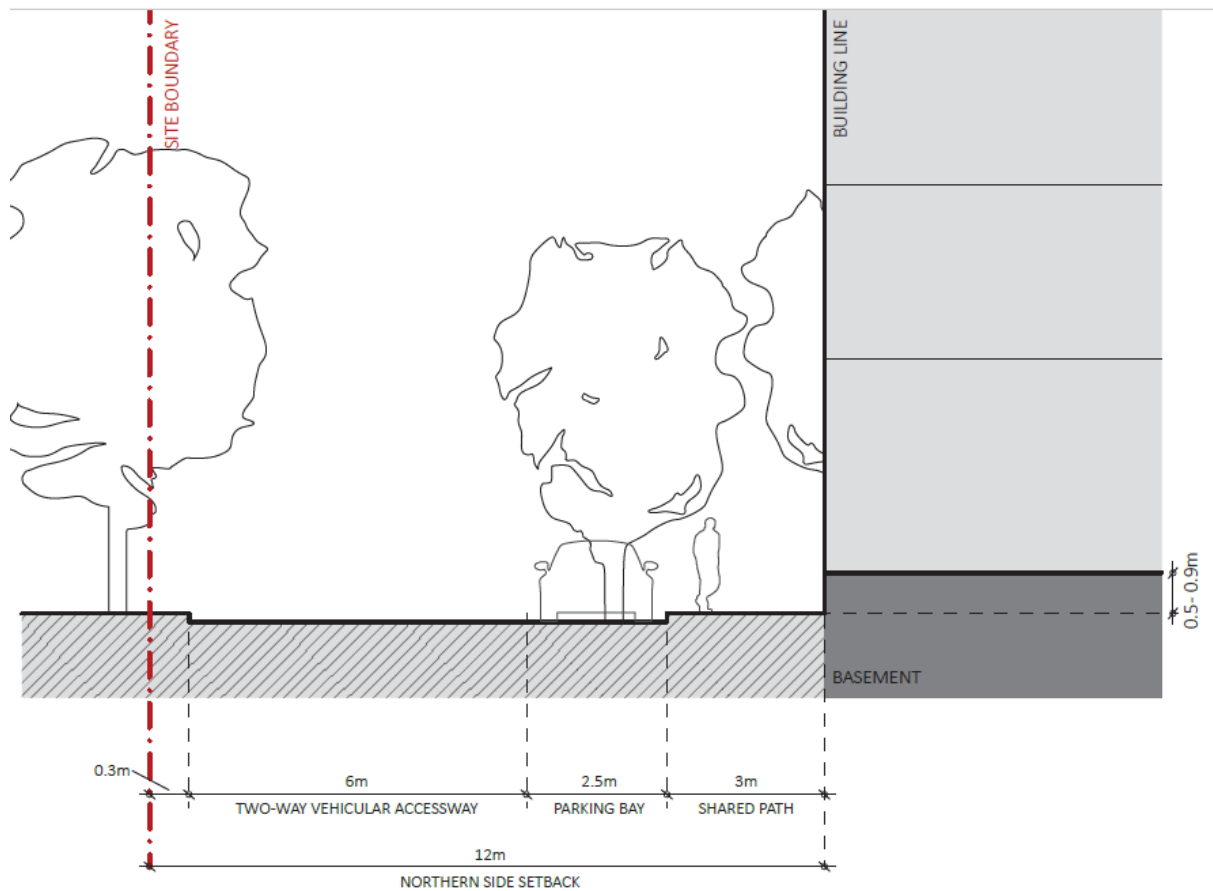 SITE BOUNDARY
BUILDING LINE
0.5- 0.9m
BASEMENT
0.3m
6m
2.5m
3m
TWO-WAY VEHICULAR ACCESSWAY
PARKING BAY
SHARED PATH
12m
NORTHERN SIDE SETBACK